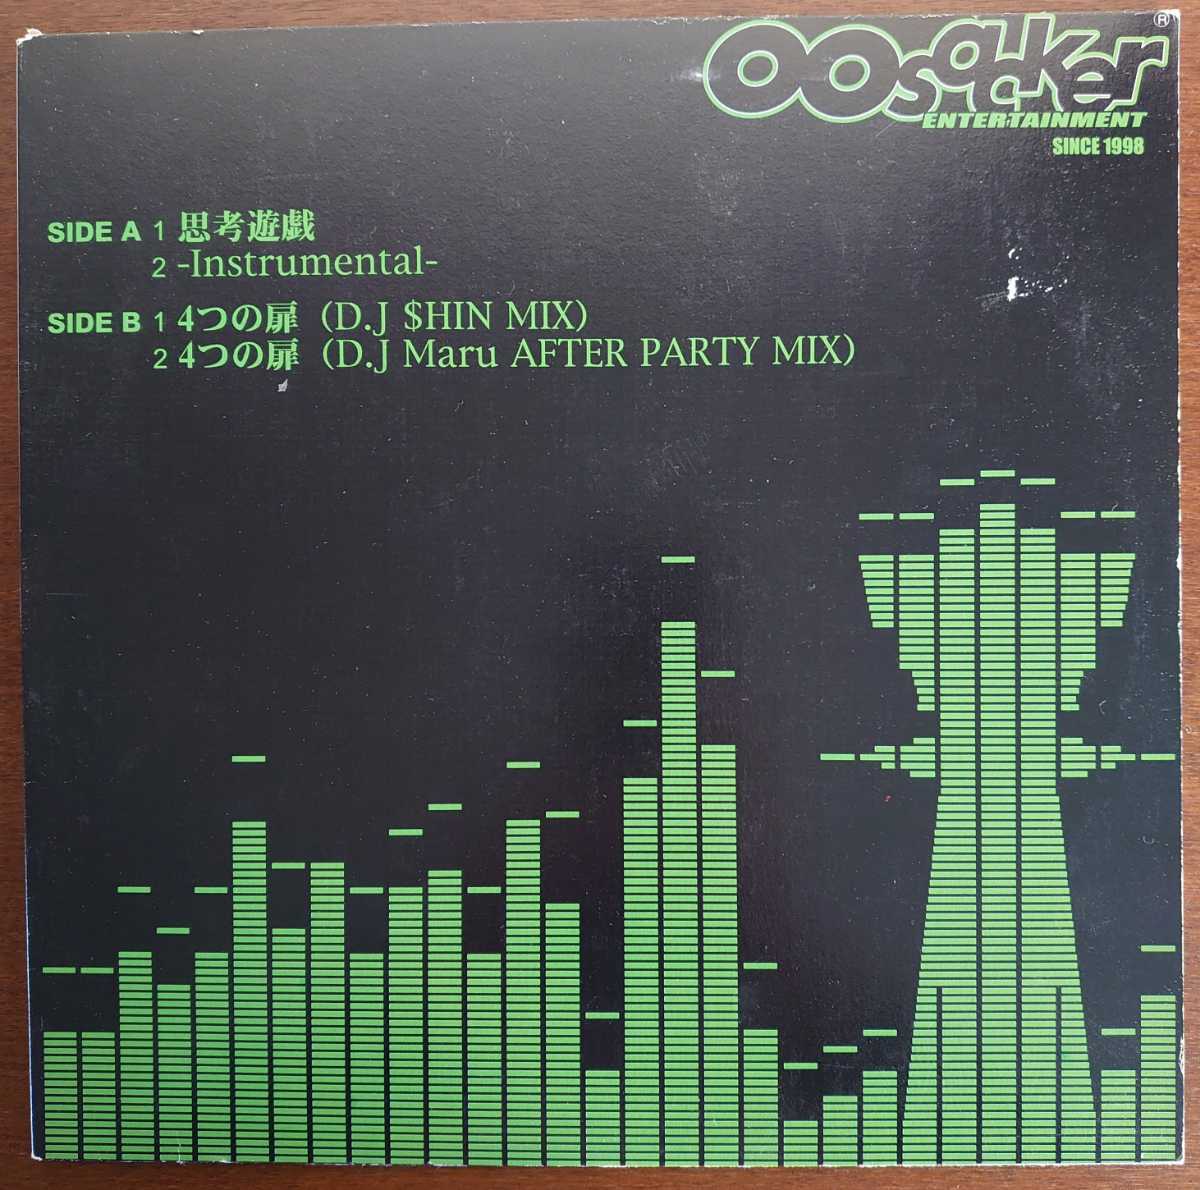 OOsacker
®
ENTERTAINMENT
SINCE 1998
SIDE A 1 思考遊戯
2 -Instrumental-
SIDE B 1 4つの扉 (D.J $HIN MIX)
2 4つの扉 (D.J Maru AFTER PARTY MIX)